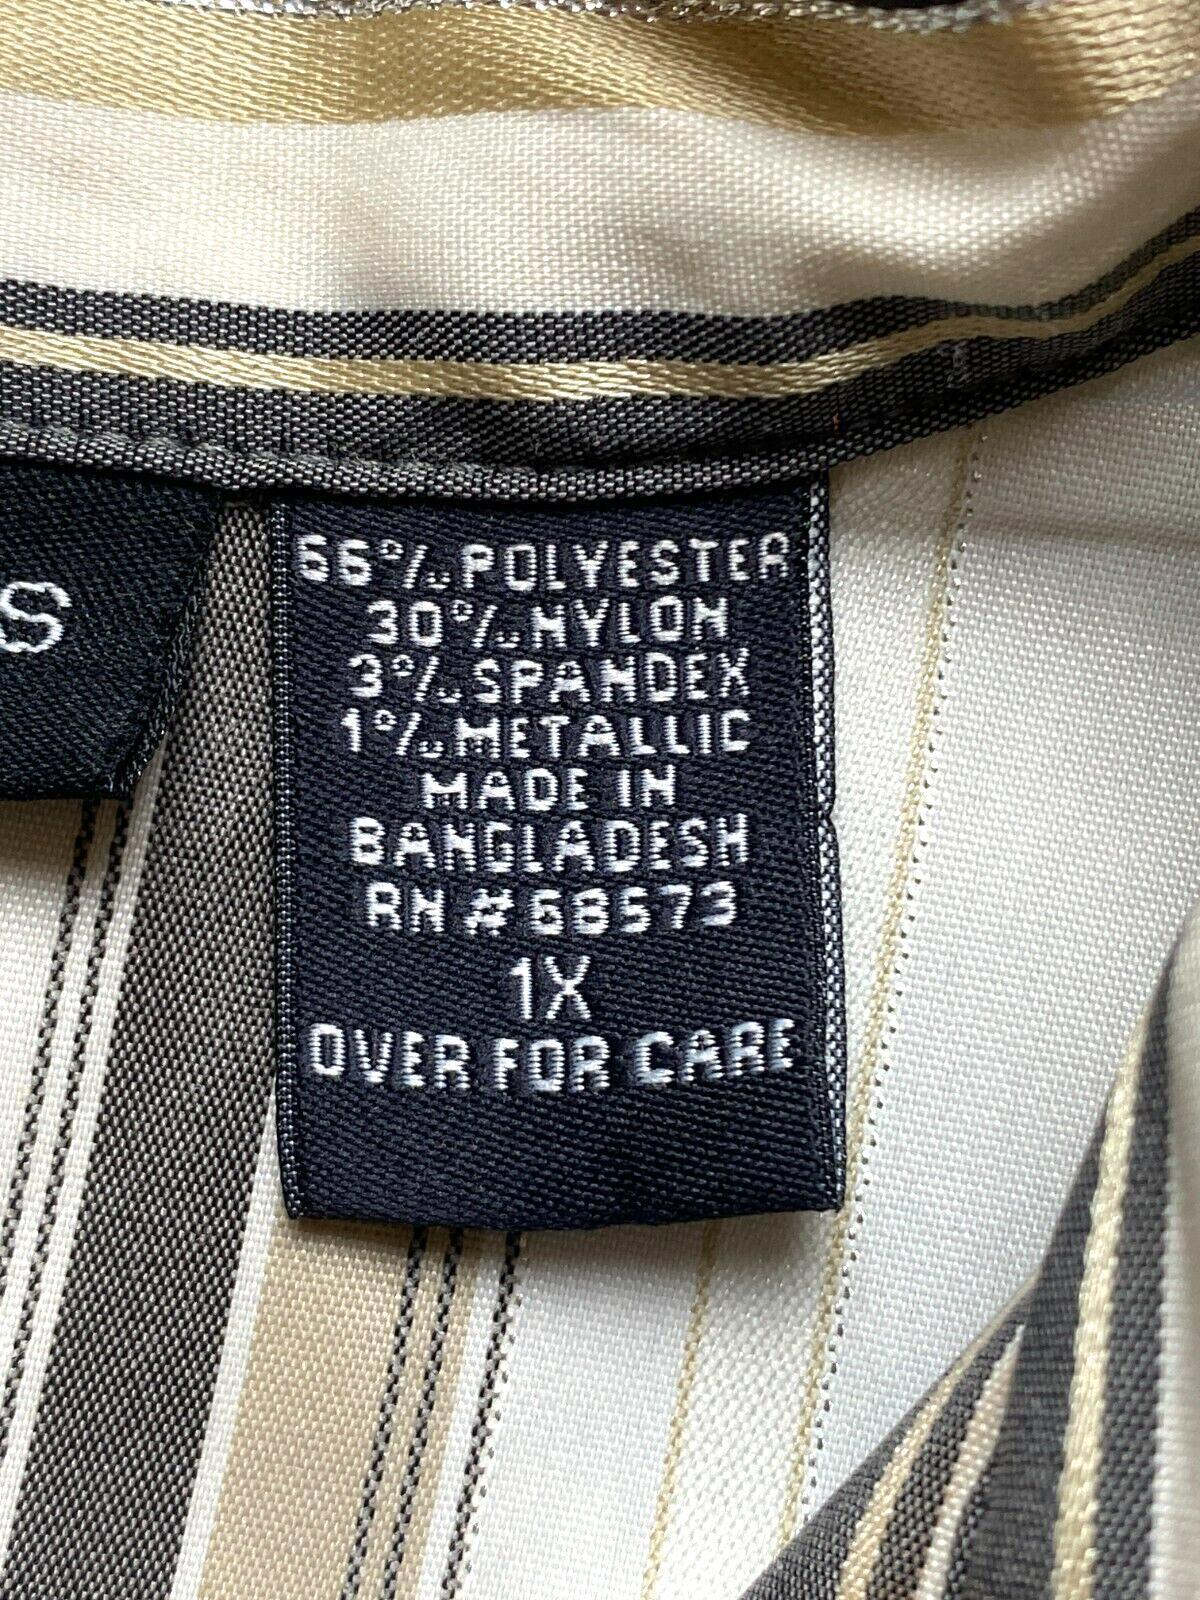 S
66% POLYESTER
30% NYLON
3% SPANDEX
1% METALLIC
MADE IN
BANGLADESH
RN #68573
1X
OVER FOR CARE